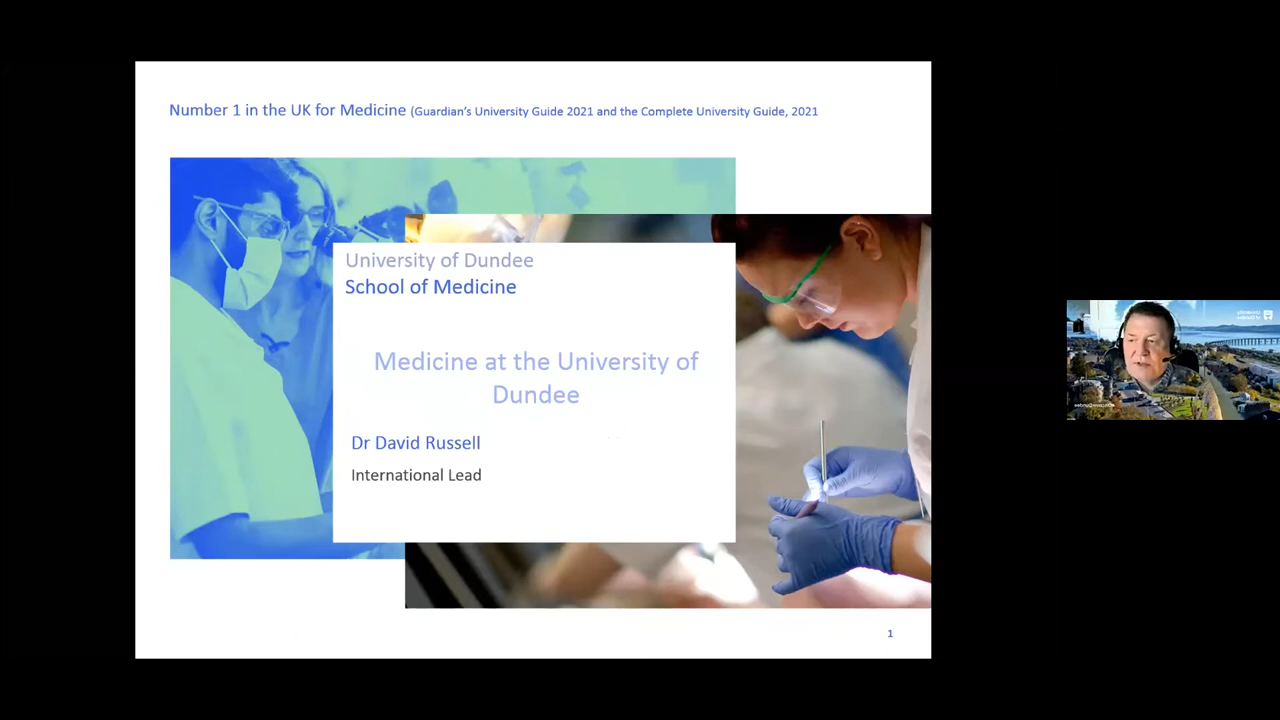 Number 1 in the UK for Medicine (Guardian's University Guide 2021 and the Complete University Guide, 2021
University of Dundee
School of Medicine
Medicine at the University of
Dundee
Dr David Russell
International Lead
1